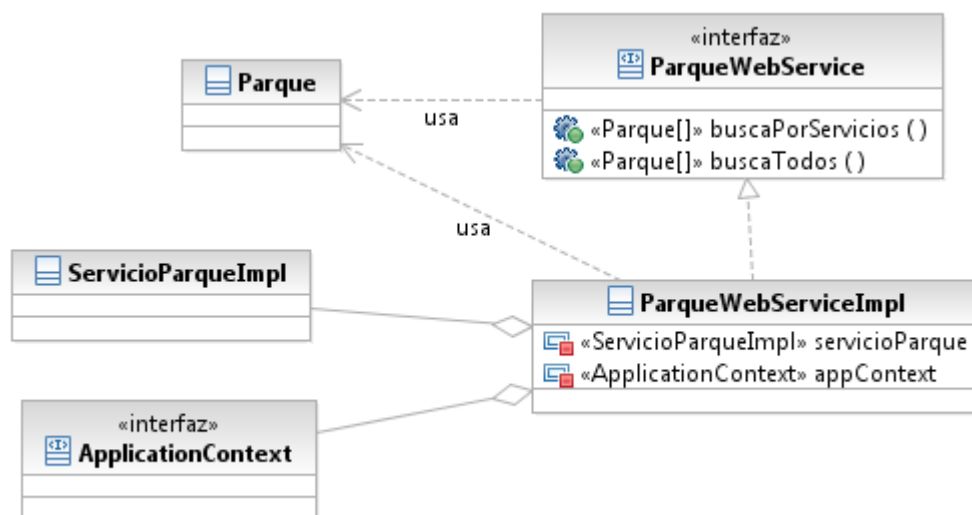 «interfaz»
ParqueWebService
«Parque[]» buscaPorServicios ( )
«Parque[]» buscaTodos ( )
Parque
usa
usa
ServicioParqueImpl
ParqueWebServiceImpl
«ServicioParqueImpl» servicioParque
«ApplicationContext» appContext
«interfaz»
ApplicationContext